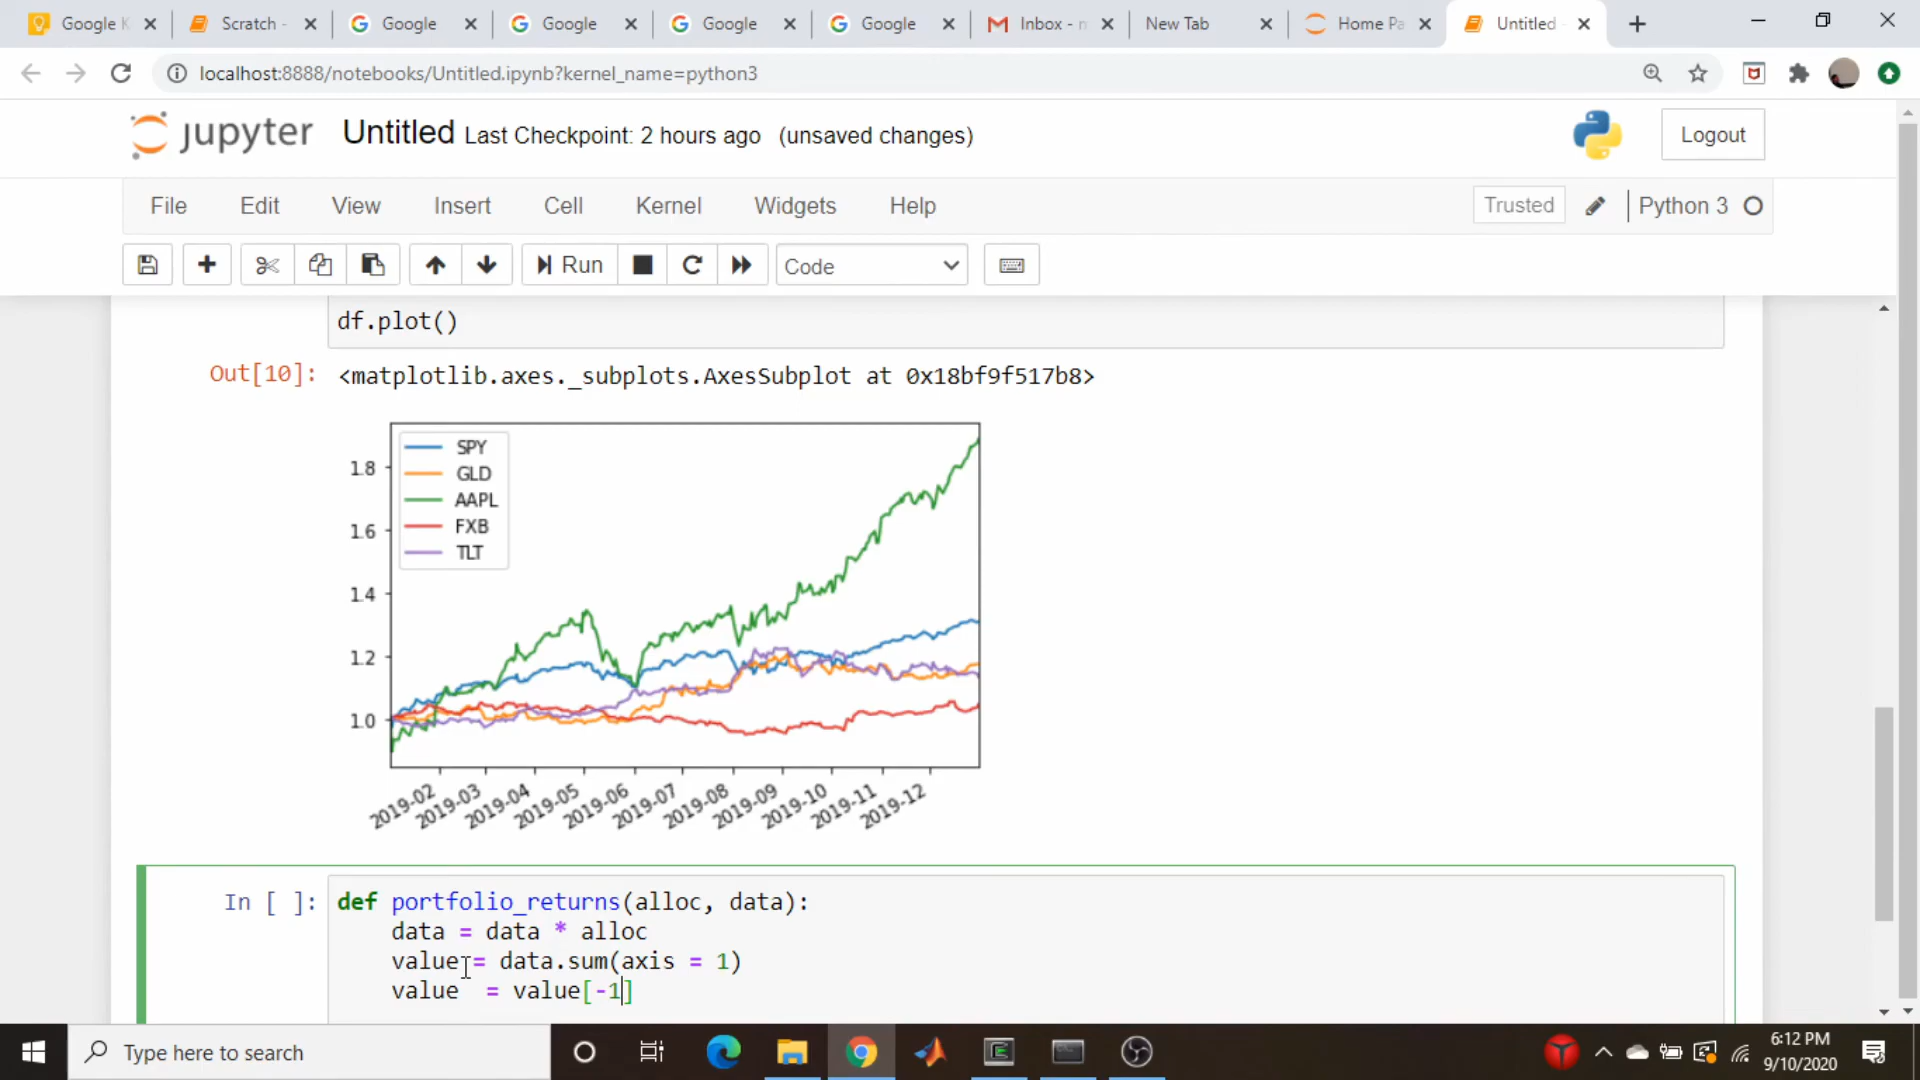 Google K
Scratch -
Google
Google
Google
Google
Inbox - m
New Tab
Home Pa
Untitled
localhost:8888/notebooks/Untitled.ipynb?kernel_name=python3
jupyter Untitled Last Checkpoint: 2 hours ago (unsaved changes)
Logout
File Edit View Insert Cell Kernel Widgets Help
Trusted
Python 3
Run
Code
df.plot()
Out[10]: <matplotlib.axes._subplots.AxesSubplot at 0x18bf9f517b8>
SPY
GLD
AAPL
FXB
TLT
1.8
1.6
1.4
1.2
1.0
2019-02
2019-03
2019-04
2019-05
2019-06
2019-07
2019-08
2019-09
2019-10
2019-11
2019-12
In [ ]: def portfolio_returns(alloc, data):
data = data * alloc
value = data.sum(axis = 1)
value  = value[-1]
Type here to search
6:12 PM
9/10/2020